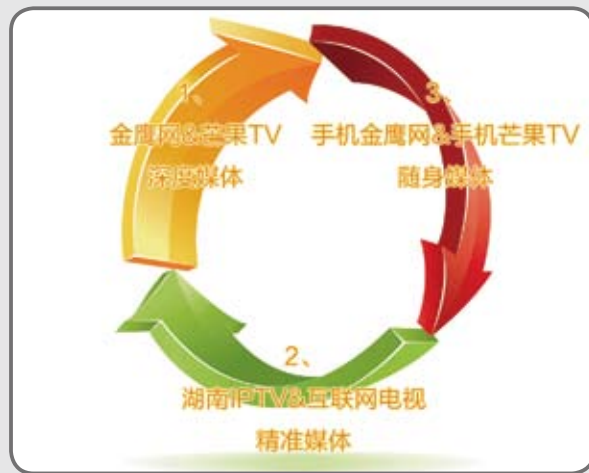 1、
金鹰网&芒果TV
深度媒体
2、
湖南IPTV&互联网电视
精准媒体
3、
手机金鹰网&手机芒果TV
随身媒体